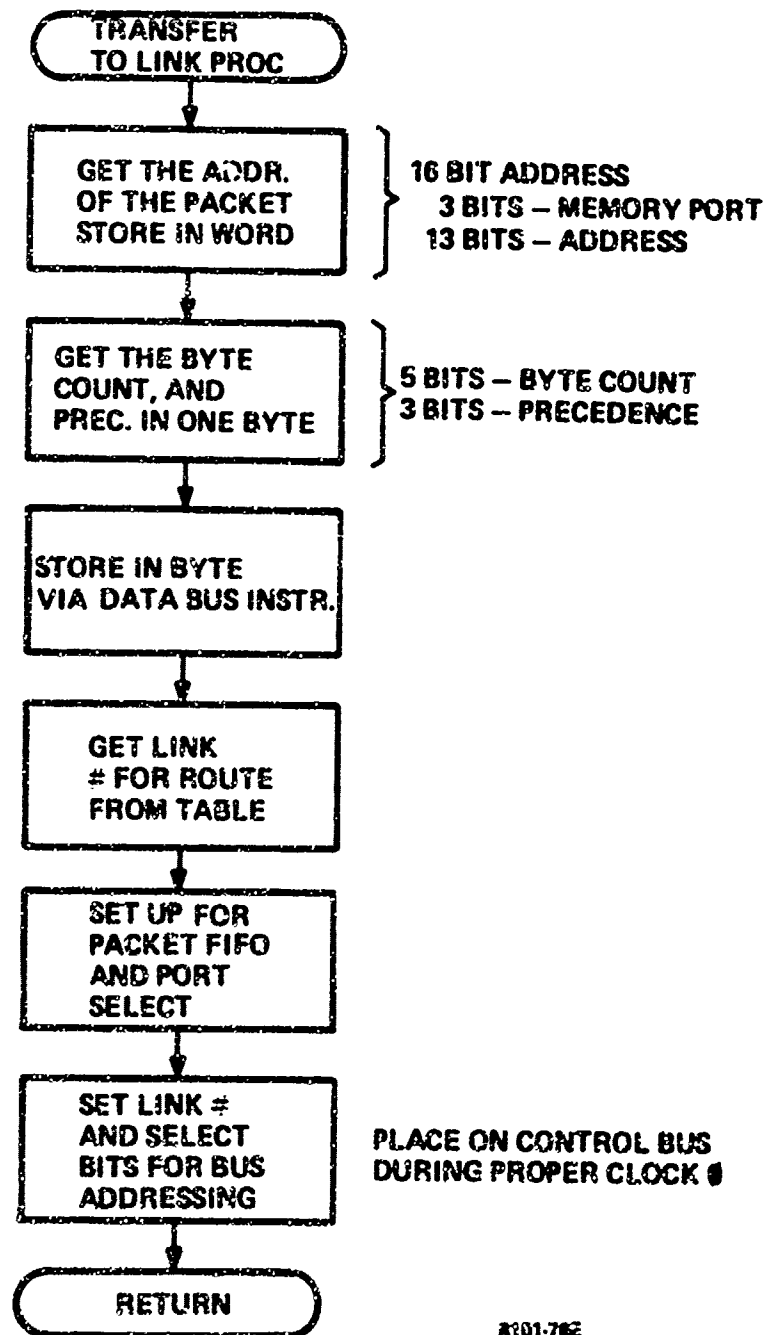 TRANSFER
TO LINK PROC
GET THE ADDR.
OF THE PACKET
STORE IN WORD
16 BIT ADDRESS
3 BITS – MEMORY PORT
13 BITS – ADDRESS
GET THE BYTE
COUNT, AND
PREC. IN ONE BYTE
5 BITS – BYTE COUNT
3 BITS – PRECEDENCE
STORE IN BYTE
VIA DATA BUS INSTR.
GET LINK
# FOR ROUTE
FROM TABLE
SET UP FOR
PACKET FIFO
AND PORT
SELECT
SET LINK #
AND SELECT
BITS FOR BUS
ADDRESSING
PLACE ON CONTROL BUS
DURING PROPER CLOCK
RETURN